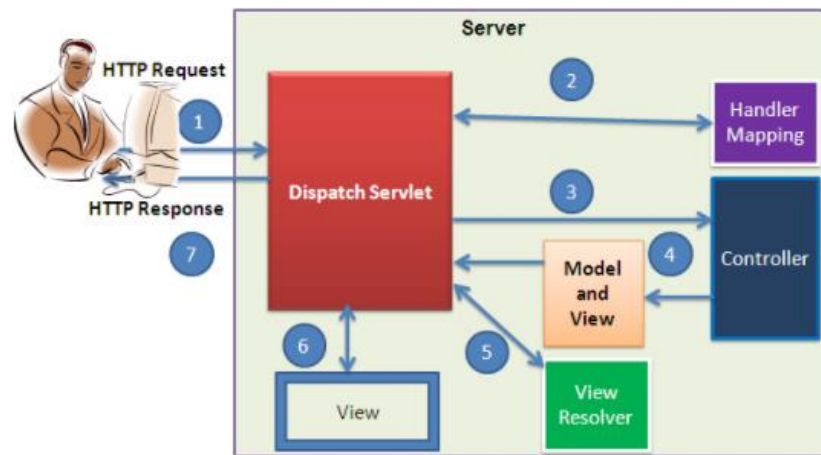 Server
HTTP Request
1
2
Handler
Mapping
Dispatch Servlet
3
HTTP Response
7
Model
and
View
4
Controller
6
5
View
View
Resolver